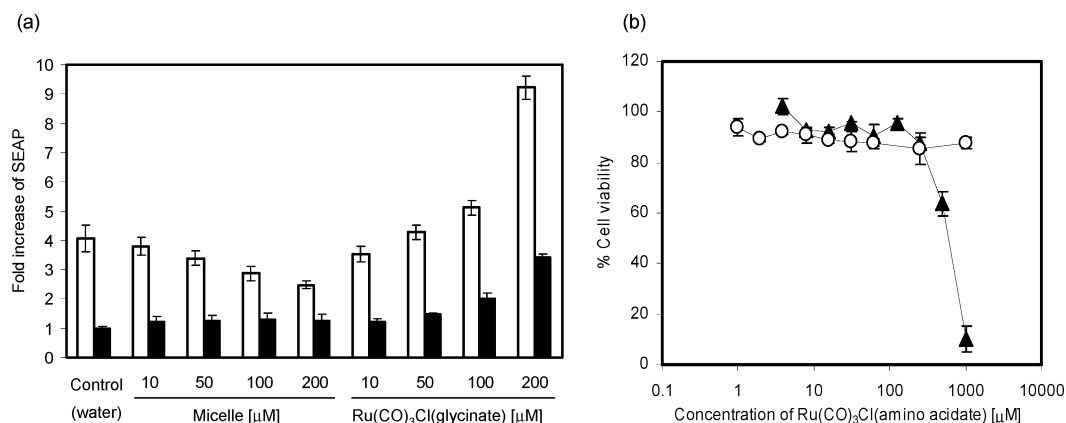 (a)
10
9
8
7
6
5
4
3
2
1
0
Fold increase of SEAP
Control
(water)
10 50 100 200 10 50 100 200
Micelle [μM] Ru(CO)₃Cl(glycinate) [μM]
(b)
120
100
80
60
40
20
0
% Cell viability
0.1 1 10 100 1000 10000
Concentration of Ru(CO)₃Cl(amino acidate) [μM]